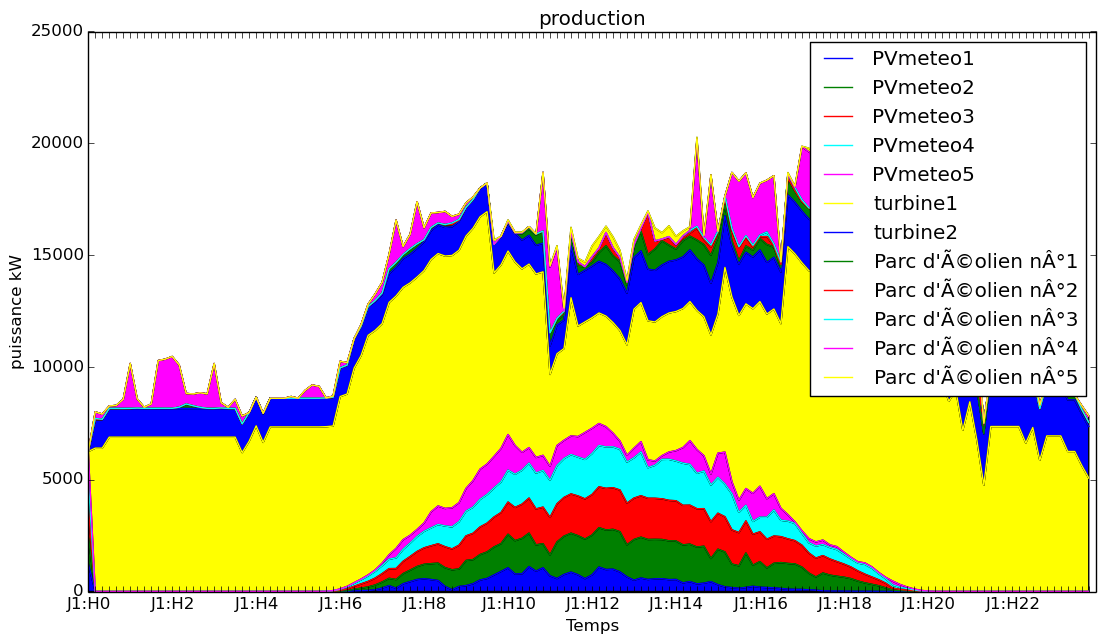 production
25000
20000
15000
10000
5000
0
puissance kW
PVmeteo1
PVmeteo2
PVmeteo3
PVmeteo4
PVmeteo5
turbine1
turbine2
Parc d'Ã©olien nÂ°1
Parc d'Ã©olien nÂ°2
Parc d'Ã©olien nÂ°3
Parc d'Ã©olien nÂ°4
Parc d'Ã©olien nÂ°5
J1:H0 J1:H2 J1:H4 J1:H6 J1:H8 J1:H10 J1:H12 J1:H14 J1:H16 J1:H18 J1:H20 J1:H22
Temps